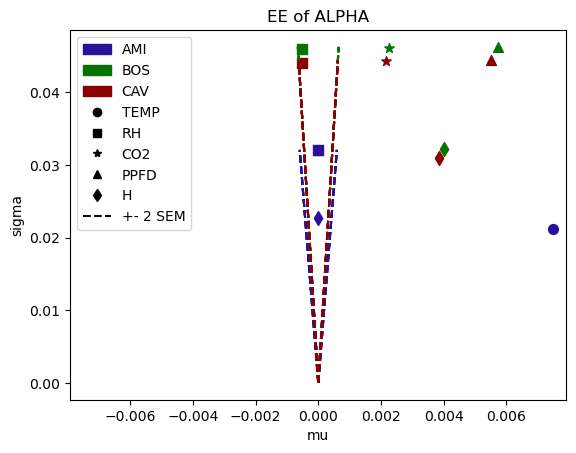 EE of ALPHA
AMI
BOS
CAV
TEMP
RH
CO2
PPFD
H
+- 2 SEM
sigma
0.04
0.03
0.02
0.01
0.00
−0.006 −0.004 −0.002 0.000 0.002 0.004 0.006
mu